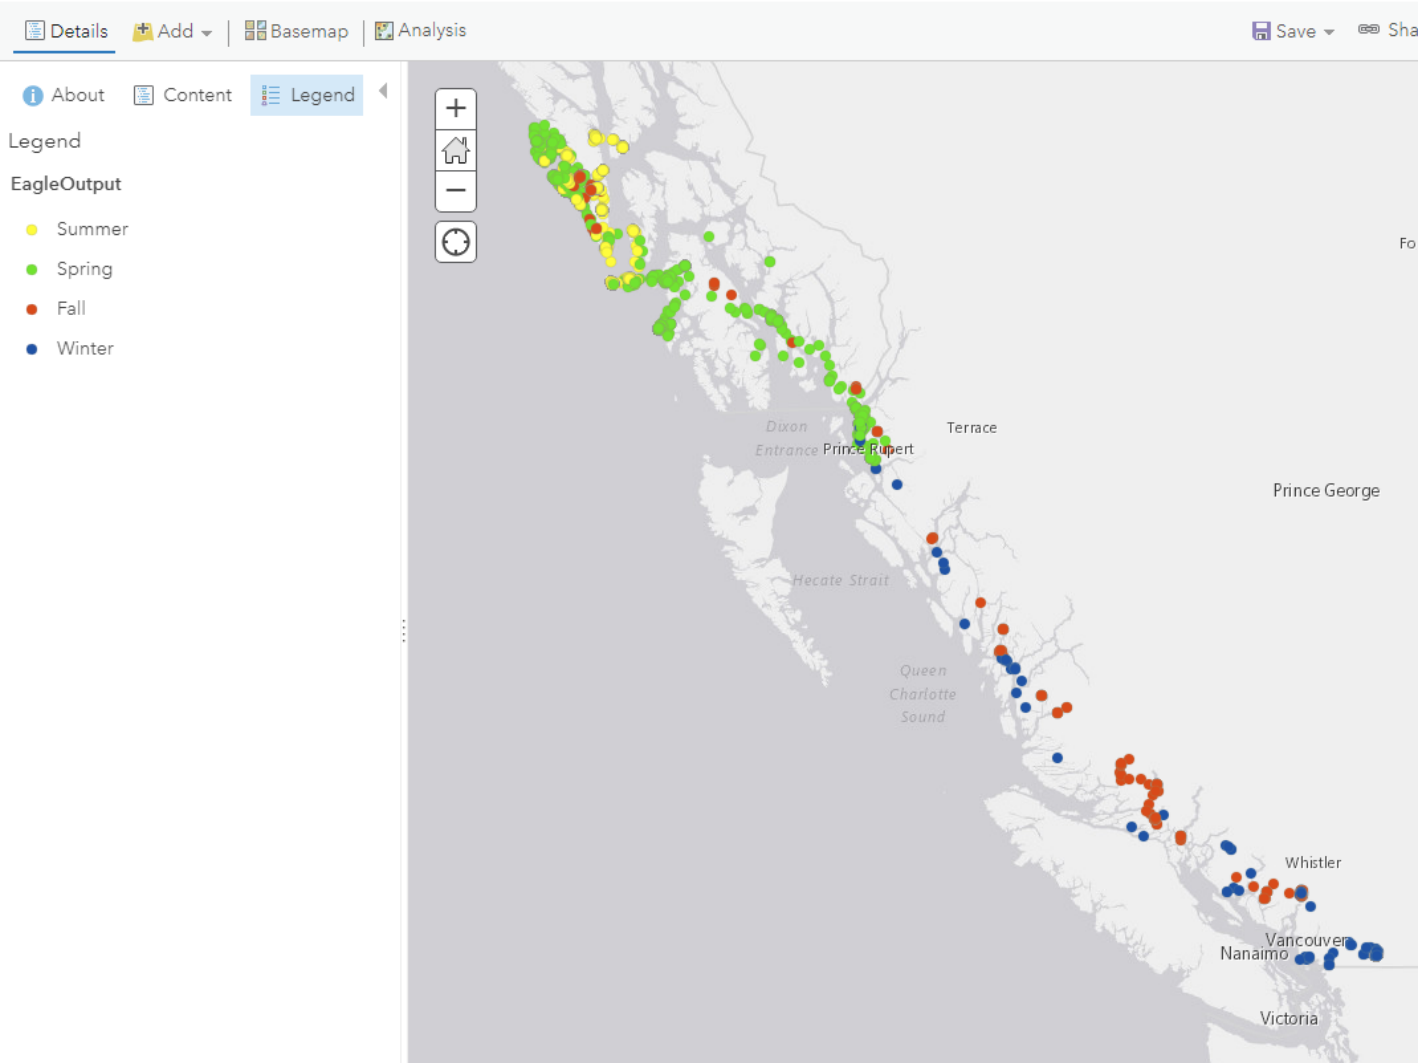 Details Add Basemap Analysis Save Sha
About Content Legend
Legend
EagleOutput
Summer
Spring
Fall
Winter
Fo
Dixon
Entrance
Prince Rupert
Terrace
Prince George
Hecate Strait
Queen
Charlotte
Sound
Whistler
Vancouver
Nanaimo
Victoria